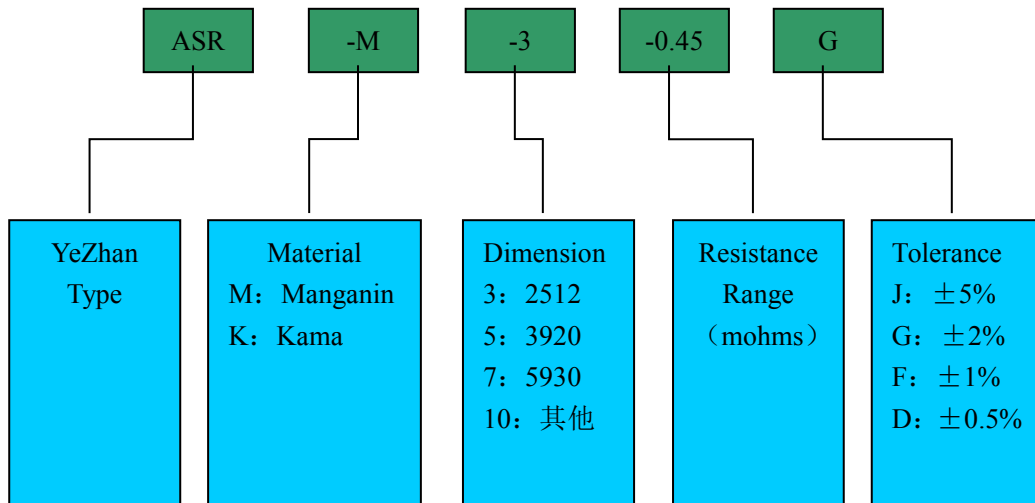 ASR
-M
-3
-0.45
G
YeZhan
Type
Material
M：Manganin
K：Kama
Dimension
3：2512
5：3920
7：5930
10：其他
Resistance
Range
（mohms）
Tolerance
J：±5%
G：±2%
F：±1%
D：±0.5%